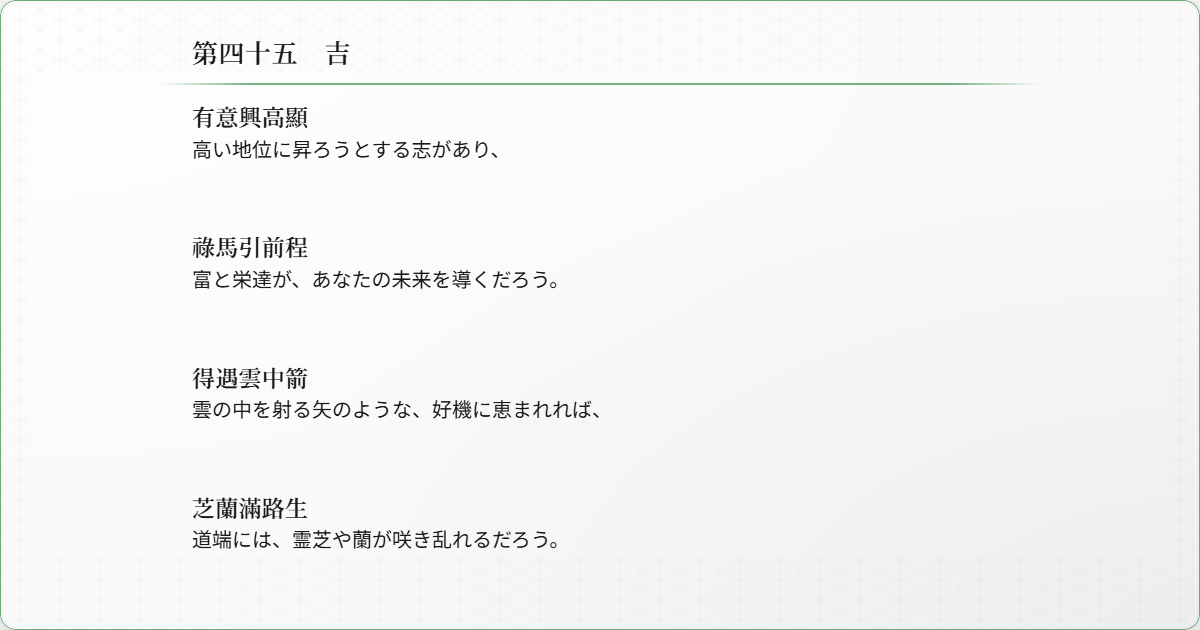 第四十五　吉
有意興高顯
高い地位に昇ろうとする志があり、
祿馬引前程
富と栄達が、あなたの未来を導くだろう。
得遇雲中箭
雲の中を射る矢のような、好機に恵まれれば、
芝蘭滿路生
道端には、霊芝や蘭が咲き乱れるだろう。